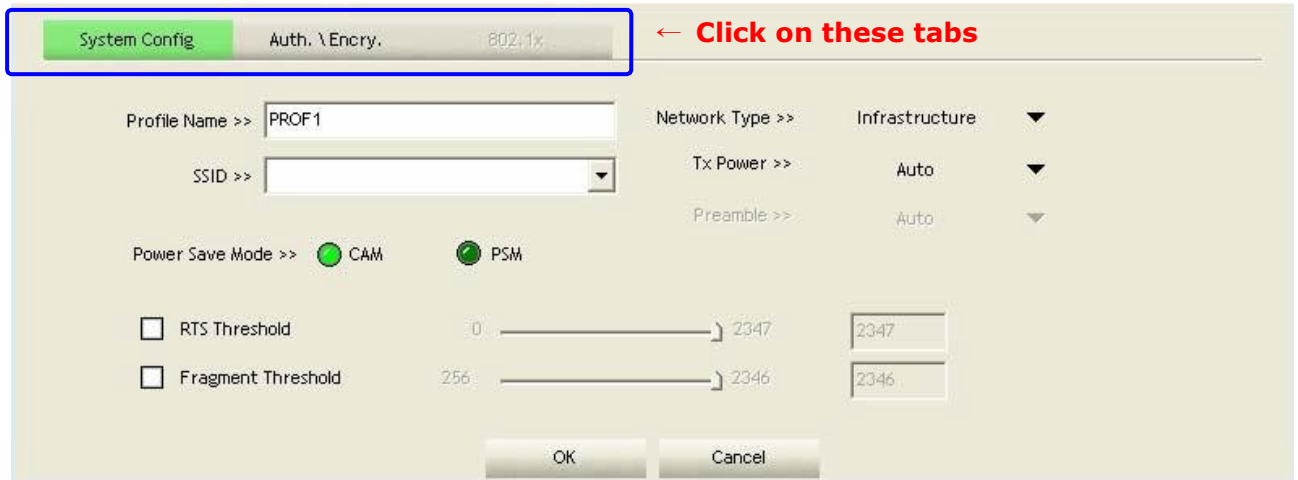 System Config Auth. \ Encry. 802.1x ← Click on these tabs
Profile Name >> PROF1 Network Type >> Infrastructure
SSID >> Tx Power >> Auto
Preamble >> Auto
Power Save Mode >> CAM PSM
RTS Threshold 0 2347 2347
Fragment Threshold 256 2346 2346
OK Cancel